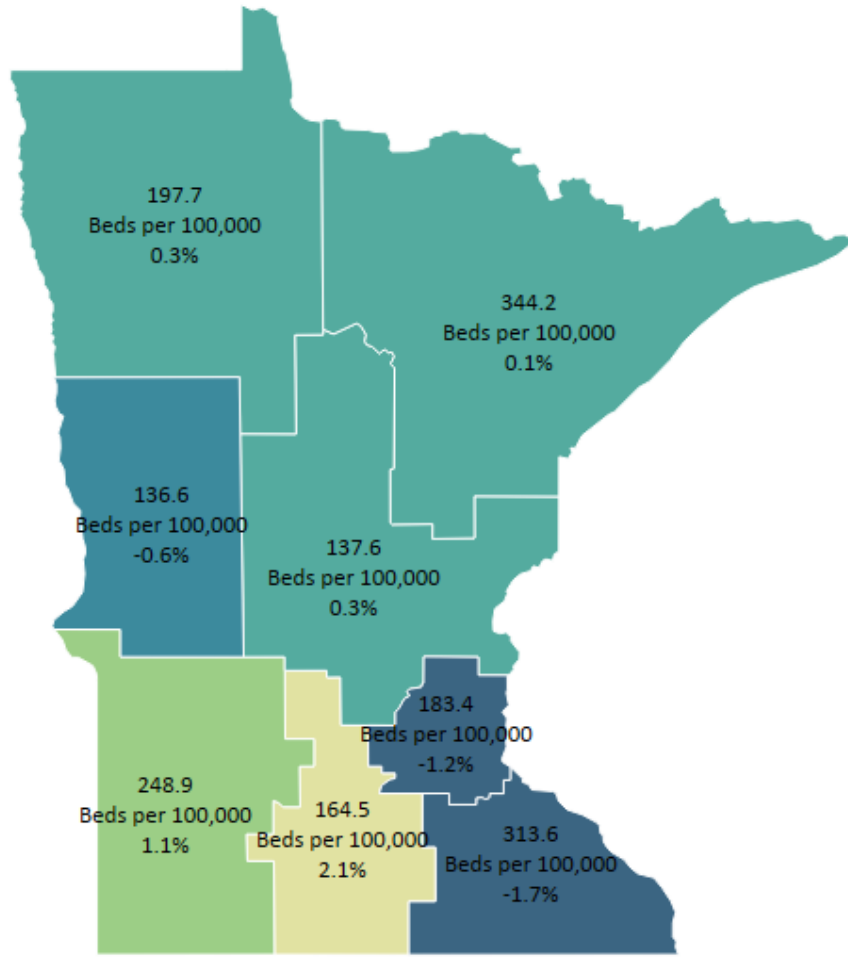 197.7
Beds per 100,000
0.3%
344.2
Beds per 100,000
0.1%
136.6
Beds per 100,000
-0.6%
137.6
Beds per 100,000
0.3%
183.4
Beds per 100,000
-1.2%
248.9
Beds per 100,000
1.1%
164.5
Beds per 100,000
2.1%
313.6
Beds per 100,000
-1.7%